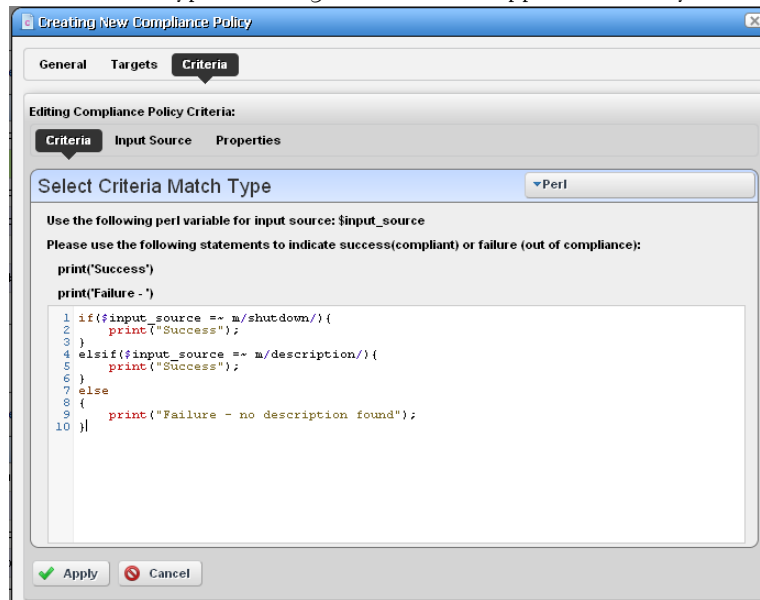 Creating New Compliance Policy
General Targets Criteria
Editing Compliance Policy Criteria:
Criteria Input Source Properties
Select Criteria Match Type Perl
Use the following perl variable for input source: $input_source
Please use the following statements to indicate success(compliant) or failure (out of compliance):
print('Success')
print('Failure - ')
1 if($input_source =~ m/shutdown/){
2 print("Success");
3 }
4 elsif($input_source =~ m/description/){
5 print("Success");
6 }
7 else
8 {
9 print("Failure - no description found");
10 }
Apply Cancel